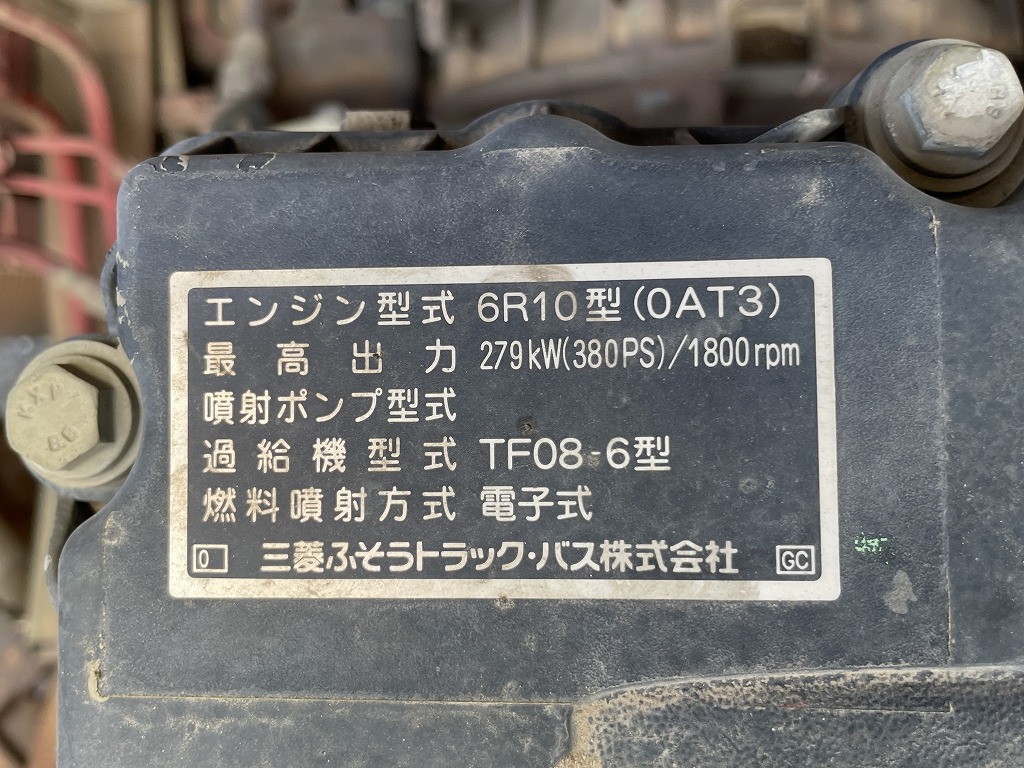 エンジン型式 6R10型(0AT3)
最高出力 279kW(380PS)/1800rpm
噴射ポンプ型式
過給機型式 TF08-6型
燃料噴射方式 電子式
0 三菱ふそうトラック・バス株式会社 GC